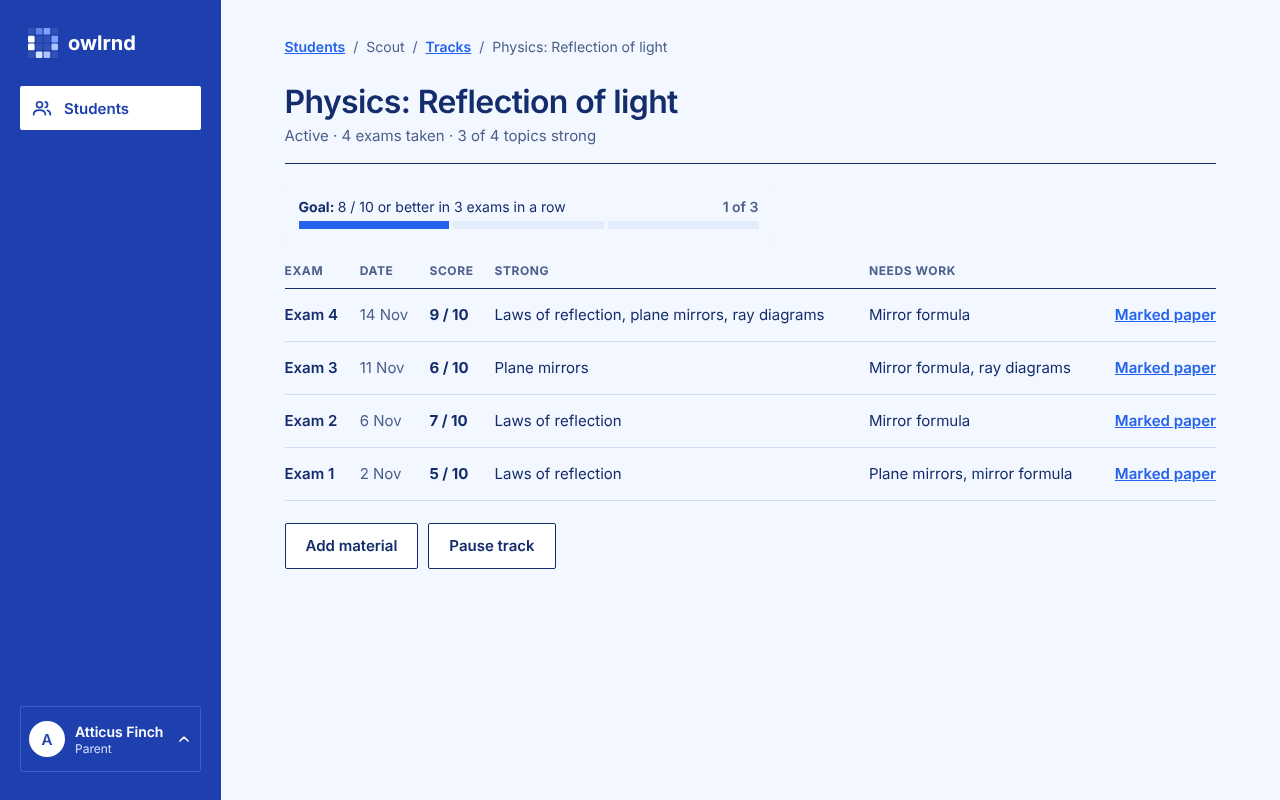 owlrnd
Students
Students / Scout / Tracks / Physics: Reflection of light
Physics: Reflection of light
Active · 4 exams taken · 3 of 4 topics strong
Goal: 8 / 10 or better in 3 exams in a row 1 of 3
EXAM DATE SCORE STRONG NEEDS WORK
Exam 4 14 Nov 9 / 10 Laws of reflection, plane mirrors, ray diagrams Mirror formula Marked paper
Exam 3 11 Nov 6 / 10 Plane mirrors Mirror formula, ray diagrams Marked paper
Exam 2 6 Nov 7 / 10 Laws of reflection Mirror formula Marked paper
Exam 1 2 Nov 5 / 10 Laws of reflection Plane mirrors, mirror formula Marked paper
Add material Pause track
A Atticus Finch
Parent